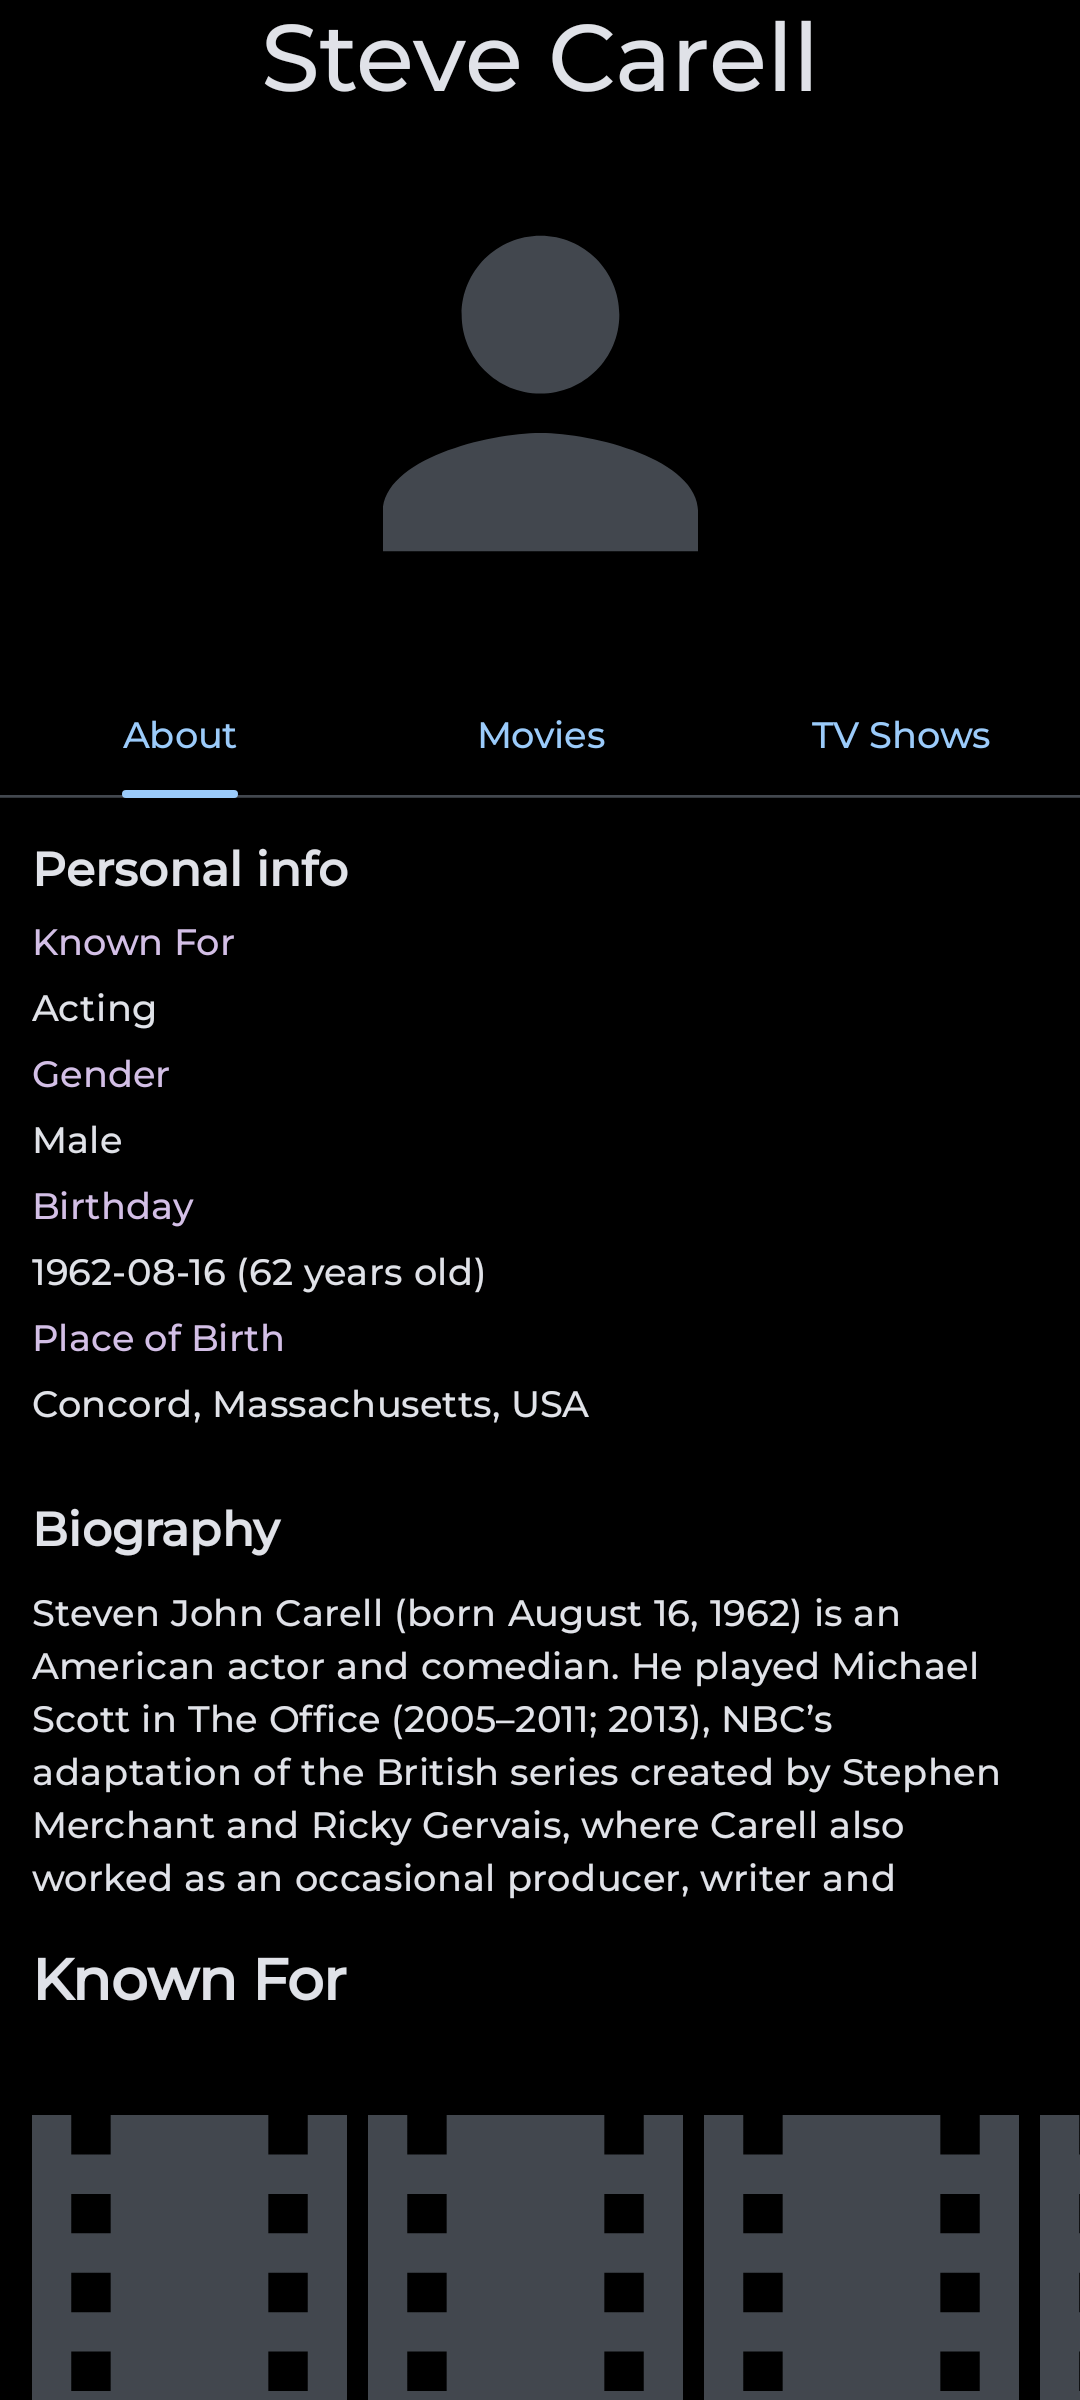 Steve Carell
About
Movies
TV Shows
Personal info
Known For
Acting
Gender
Male
Birthday
1962-08-16 (62 years old)
Place of Birth
Concord, Massachusetts, USA
Biography
Steven John Carell (born August 16, 1962) is an
American actor and comedian. He played Michael
Scott in The Office (2005–2011; 2013), NBC’s
adaptation of the British series created by Stephen
Merchant and Ricky Gervais, where Carell also
worked as an occasional producer, writer and
Known For